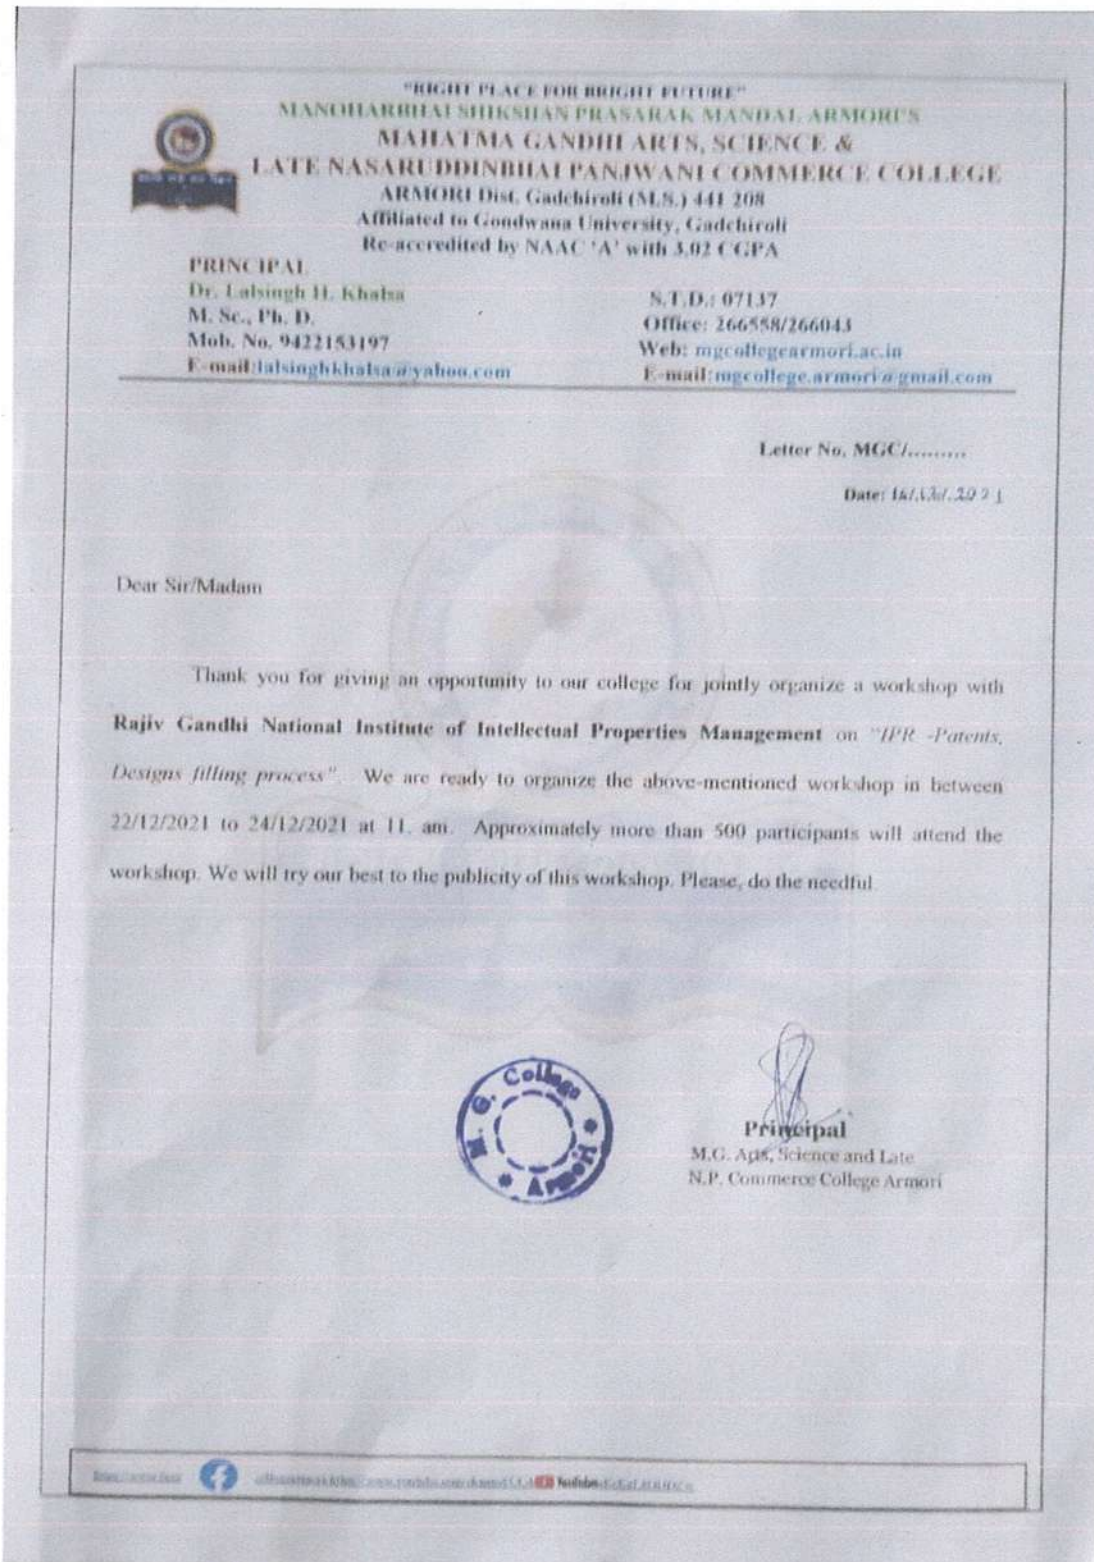 "RIGHT PLACE FOR BRIGHT FUTURE"
MANOHARBHAI SHIKSHAN PRASARAK MANDAL ARMORI'S
MAHATMA GANDHI ARTS, SCIENCE &
LATE NASARUDDINBHAI PANJWANI COMMERCE COLLEGE
ARMORI Dist. Gadchiroli (M.S.) 441 208
Affiliated to Gondwana University, Gadchiroli
Re-accredited by NAAC 'A' with 3.02 CGPA
PRINCIPAL
Dr. Lalsingh H. Khalsa
M. Sc., Ph. D.
Mob. No. 9422153197
E-mail:lalsinghkhalsa@yahoo.com
S.T.D.: 07137
Office: 266558/266043
Web: mgcollegearmori.ac.in
E-mail:mgcollege.armori@gmail.com
Letter No. MGC/.........
Date: 2021
Dear Sir/Madam
Thank you for giving an opportunity to our college for jointly organize a workshop with
Rajiv Gandhi National Institute of Intellectual Properties Management on "IPR -Patents,
Designs filling process". We are ready to organize the above-mentioned workshop in between
22/12/2021 to 24/12/2021 at 11. am. Approximately more than 500 participants will attend the
workshop. We will try our best to the publicity of this workshop. Please, do the needful
M. G. College * Armori *
Principal
M.G. Arts, Science and Late
N.P. Commerce College Armori
YouTube